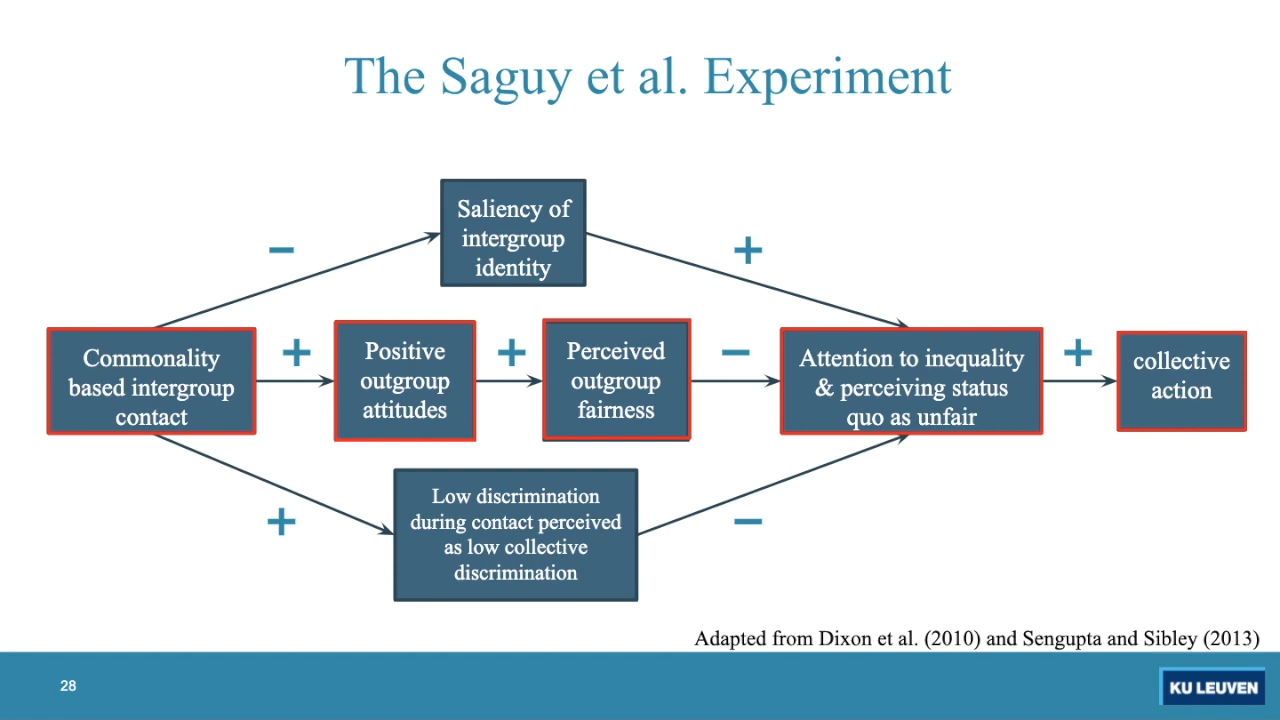 The Saguy et al. Experiment
Saliency of
intergroup
identity
−
+
Commonality
based intergroup
contact
+
Positive
outgroup
attitudes
+
Perceived
outgroup
fairness
−
Attention to inequality
& perceiving status
quo as unfair
+
collective
action
+
Low discrimination
during contact perceived
as low collective
discrimination
−
Adapted from Dixon et al. (2010) and Sengupta and Sibley (2013)
28
KU LEUVEN